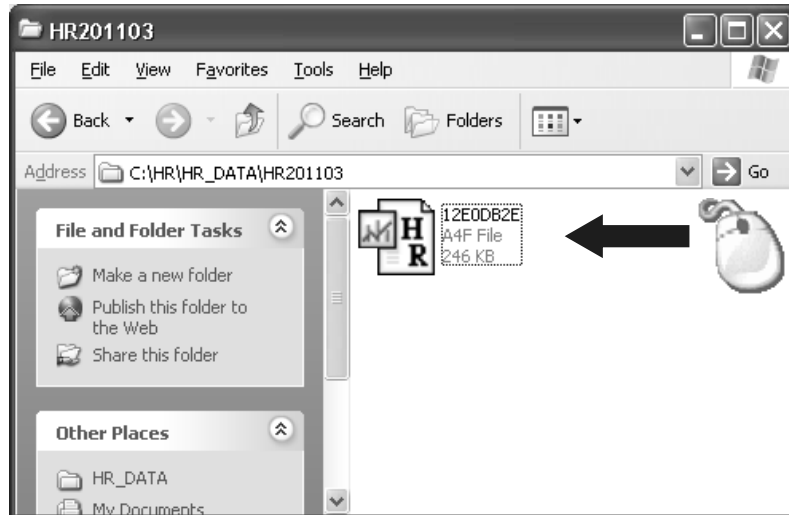 HR201103
File Edit View Favorites Tools Help
Back Search Folders
Address C:\HR\HR_DATA\HR201103 Go
File and Folder Tasks
Make a new folder
Publish this folder to
the Web
Share this folder
Other Places
HR_DATA
My Documents
HR
12E0DB2E
A4F File
246 KB